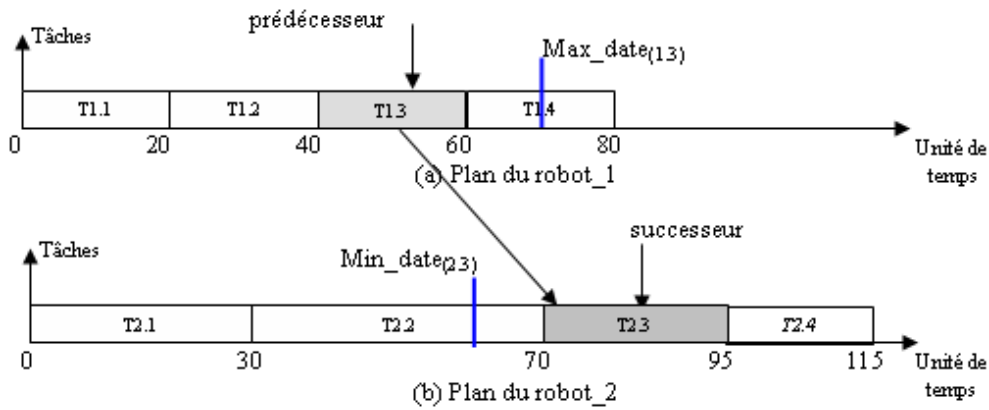 prédécesseur
Tâches
Max_date(13)
T1.1 T1.2 T1.3 T1.4
0 20 40 60 80
Unité de
temps
(a) Plan du robot_1
successeur
Tâches
Min_date(23)
T2.1 T2.2 T2.3 T2.4
0 30 70 95 115
Unité de
temps
(b) Plan du robot_2